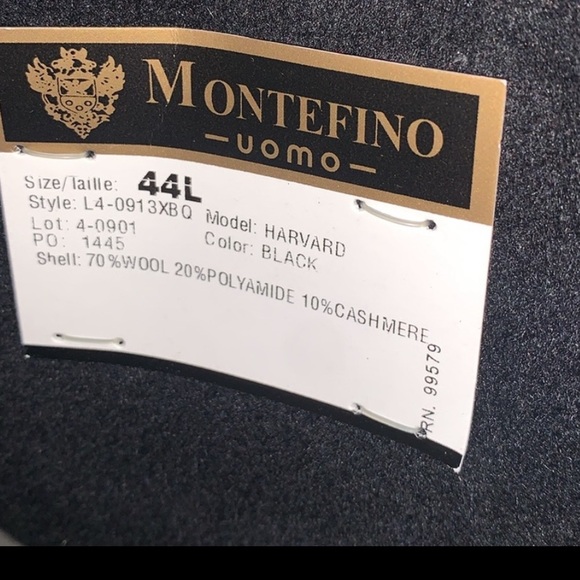 MONTEFINO
UOMO
Size/Taille: 44L
Style: L4-0913XBQ Model: HARVARD
Lot: 4-0901 Color: BLACK
PO: 1445
Shell: 70%WOOL 20%POLYAMIDE 10%CASHMERE
RN. 99579